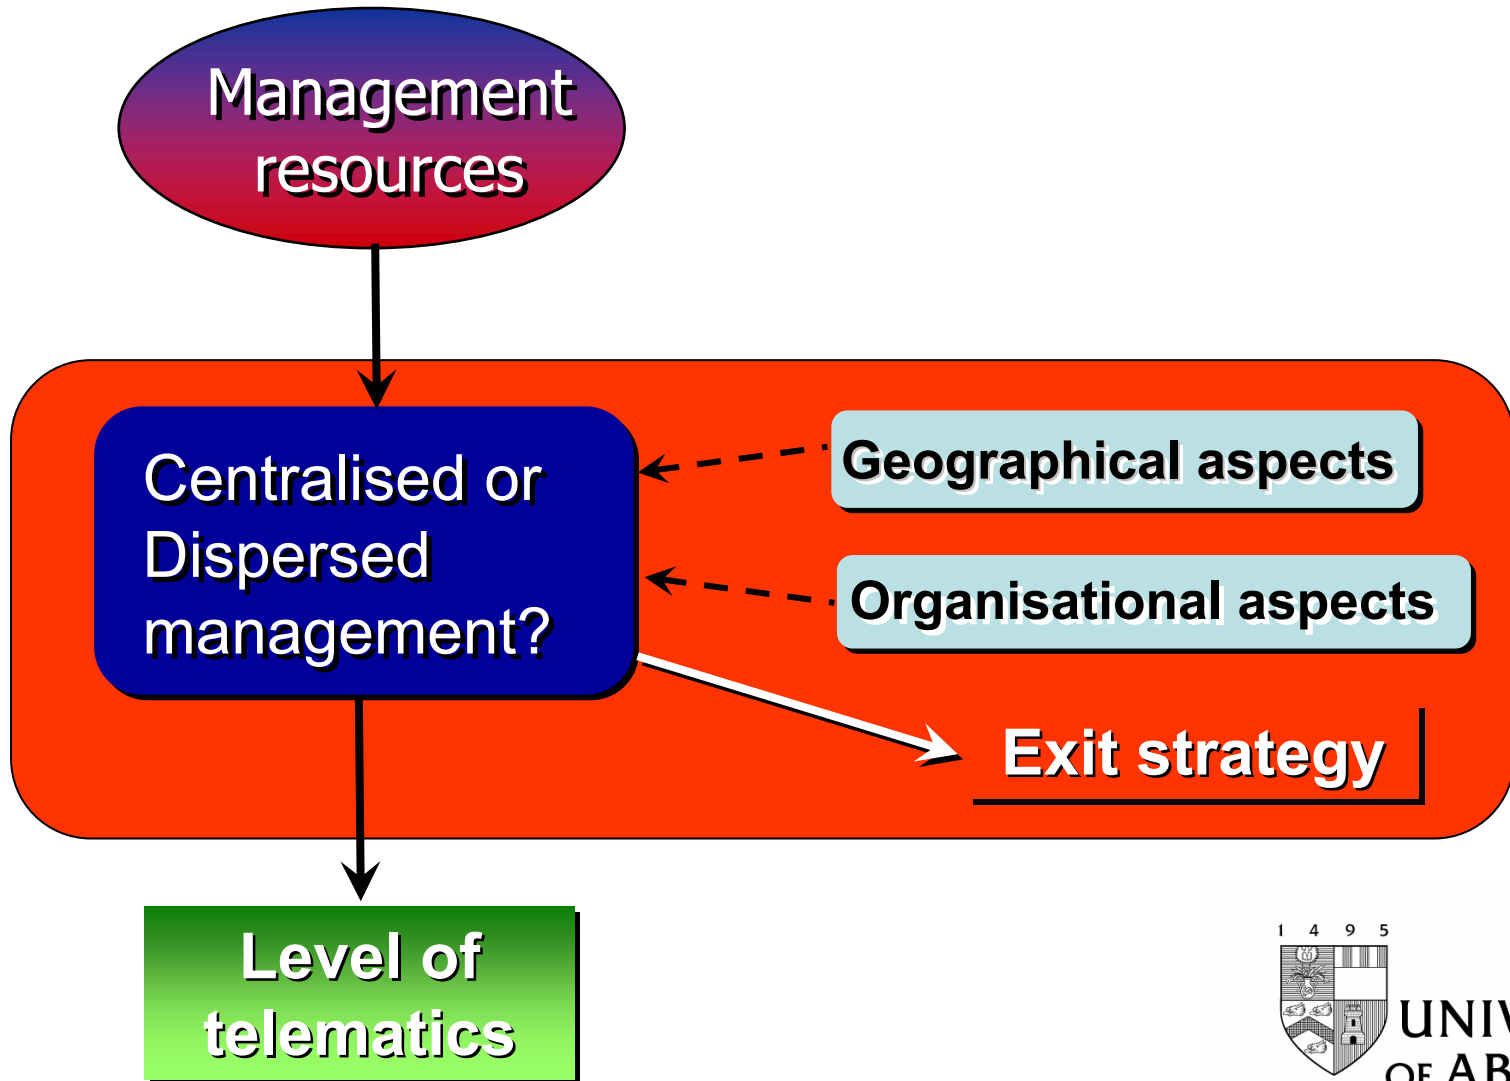 Management
resources
Centralised or
Dispersed
management?
Geographical aspects
Organisational aspects
Exit strategy
Level of
telematics
1 4 9 5
UNIV
OF AB